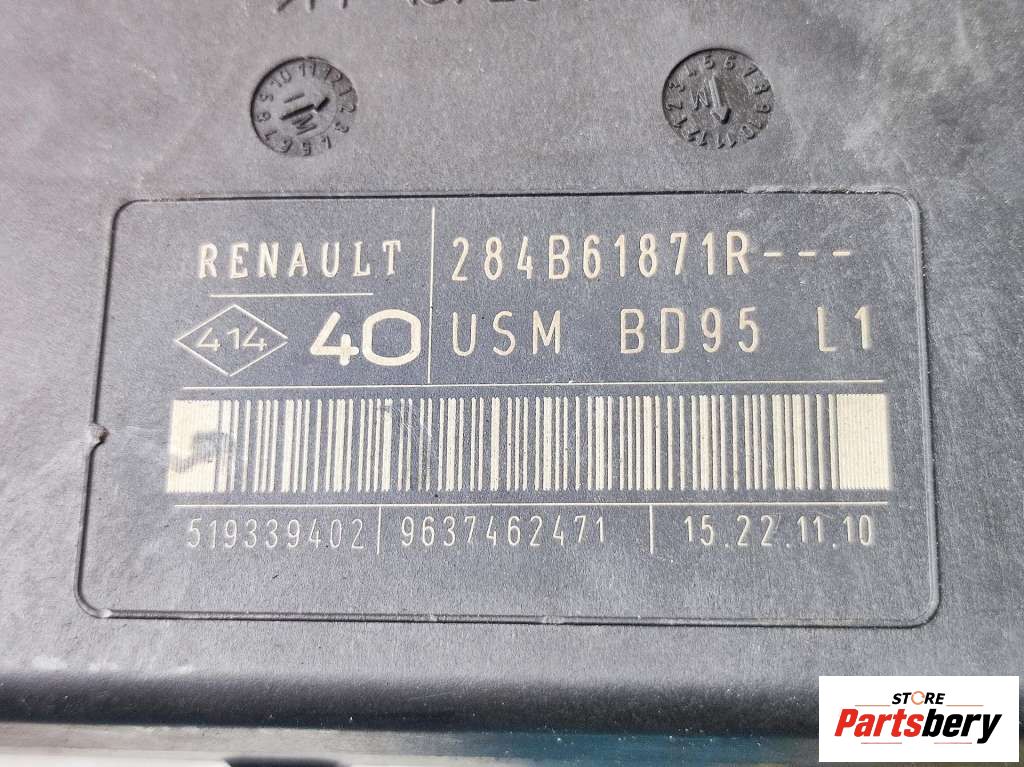 RENAULT
284B61871R---
414 40
USM BD95 L1
519339402 9637462471 15.22.11.10
STORE
Partsbery